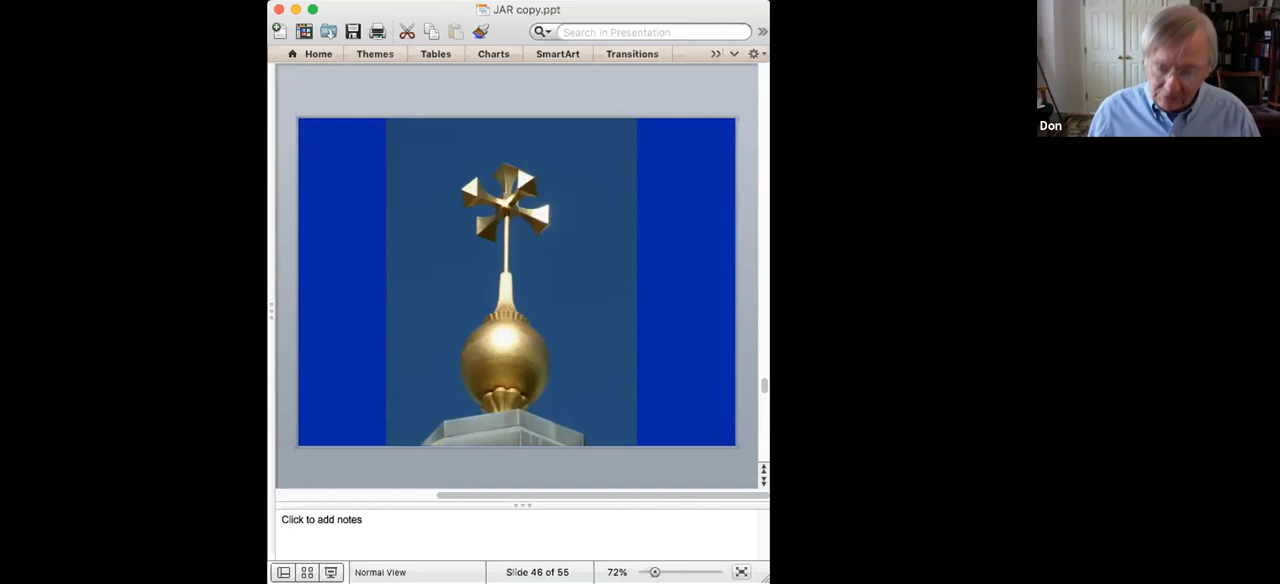 JAR copy.ppt
Search in Presentation
Home Themes Tables Charts SmartArt Transitions
Don
Click to add notes
Normal View Slide 46 of 55 72%